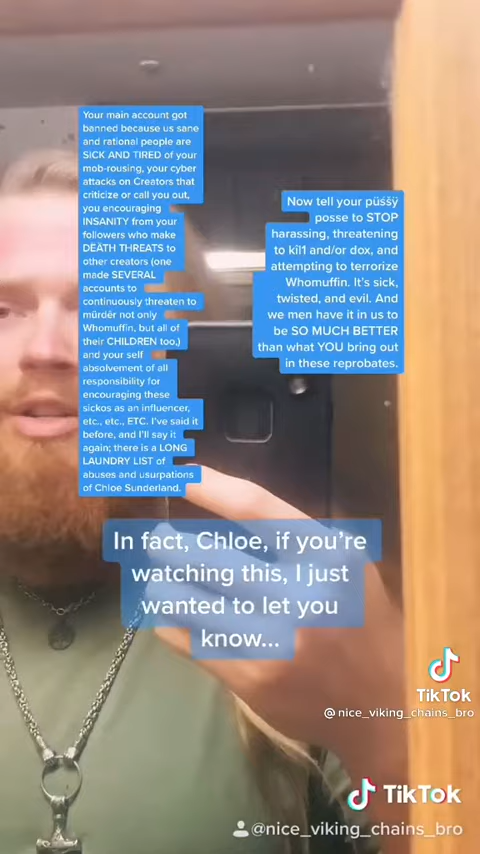 Your main account got
banned because us sane
and rational people are
SiCK AND TIRED of your
mob-rousing, your cyber
attacks on Creators that
criticize or call you out,
you encouraging
INSANITY from your
followers who make
DËÄTH THREATS to
other creators (one
made SEVERAL
accounts to
continuously threaten to
mürdér not only
Whomuffin, but all of
their CHILDREN too,)
and your self
absolvement of all
responsibility for
encouraging these
sickos as an influencer,
etc., etc., ETC. I've said it
before, and I'll say it
again; there is a LONG
LAUNDRY LIST of
abuses and usurpations
of Chloe Sunderland.
Now tell your püśšÿ
posse to STOP
harassing, threatening
to kîl1 and/or dox, and
attempting to terrorize
Whomuffin. It's sick,
twisted, and evil. And
we men have it in us to
be SO MUCH BETTER
than what YOU bring out
in these reprobates.
In fact, Chloe, if you're
watching this, I just
wanted to let you
know...
TikTok
@nice_viking_chains_bro
TikTok
@nice_viking_chains_bro